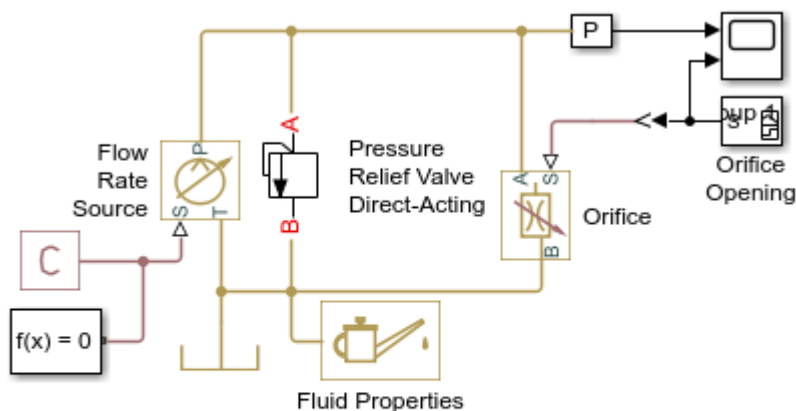 P
A
P
Flow
Rate
Source
S
T
Pressure
Relief Valve
Direct-Acting
B
A
S
B
Orifice
Orifice
Opening
C
f(x) = 0
Fluid Properties